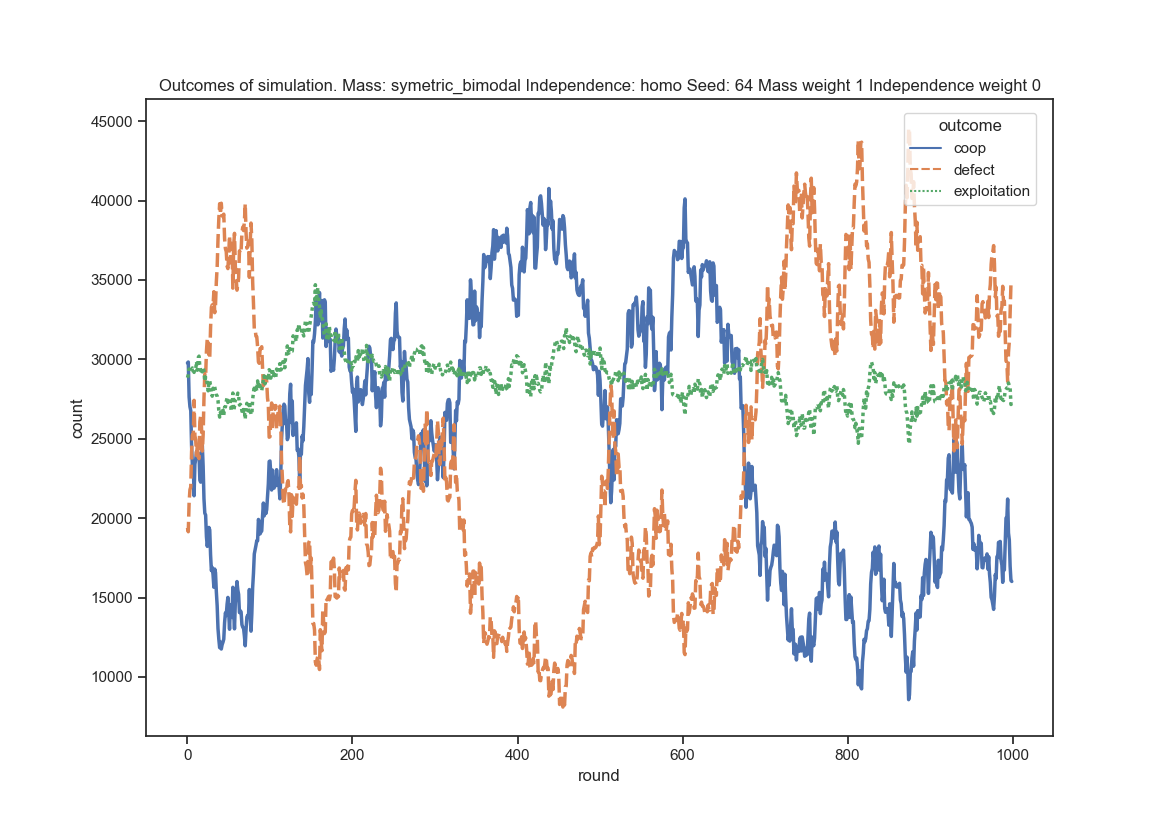 Outcomes of simulation. Mass: symetric_bimodal Independence: homo Seed: 64 Mass weight 1 Independence weight 0
45000
40000
35000
30000
25000
20000
15000
10000
count
outcome
coop
defect
exploitation
0
200
400
600
800
1000
round